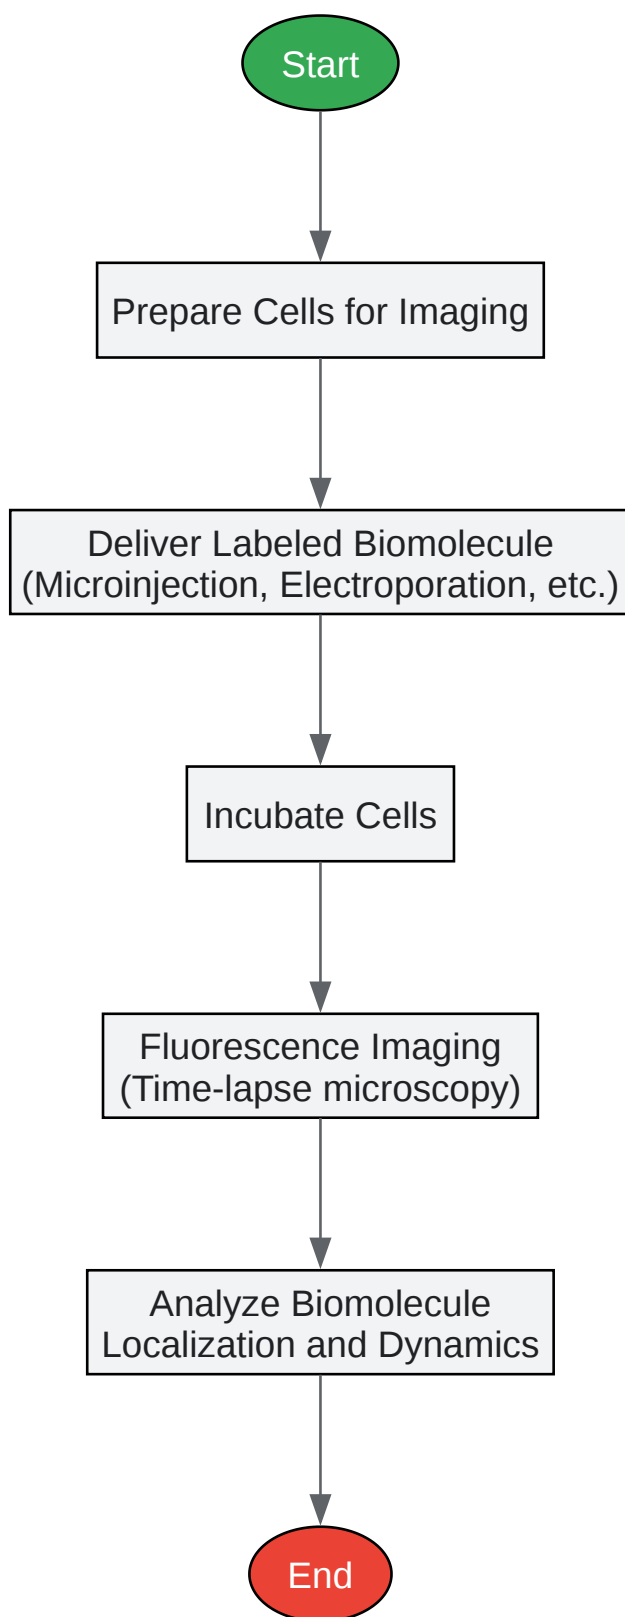 Start
Prepare Cells for Imaging
Deliver Labeled Biomolecule
(Microinjection, Electroporation, etc.)
Incubate Cells
Fluorescence Imaging
(Time-lapse microscopy)
Analyze Biomolecule
Localization and Dynamics
End